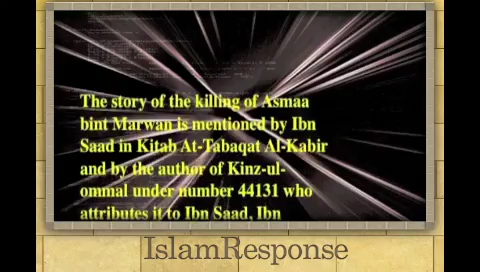 The story of the killing of Asmaa
bint Marwan is mentioned by Ibn
Saad in Kitab At-Tabaqat Al-Kabir
and by the author of Kinz-ul-
ommal under number 44131 who
attributes it to Ibn Saad, Ibn
IslamResponse